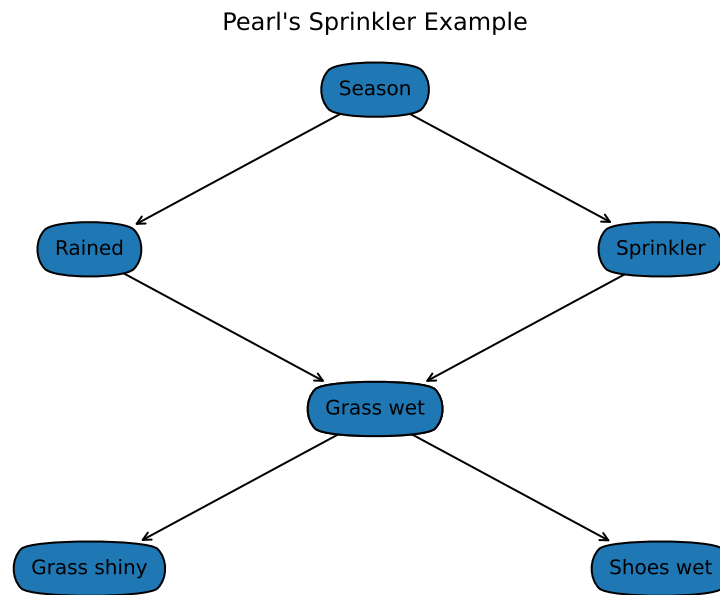 Pearl's Sprinkler Example
Season
Rained
Sprinkler
Grass wet
Grass shiny
Shoes wet